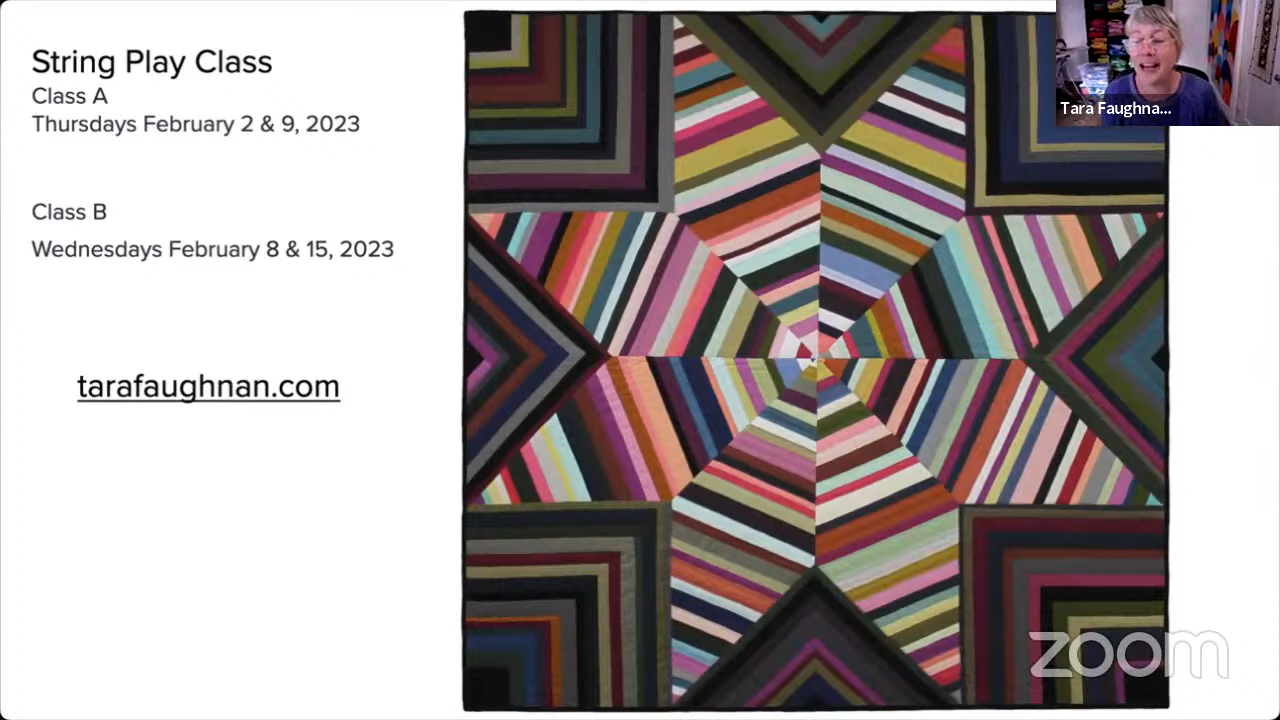 String Play Class
Class A
Thursdays February 2 & 9, 2023
Class B
Wednesdays February 8 & 15, 2023
tarafaughnan.com
Tara Faughna...
zoom